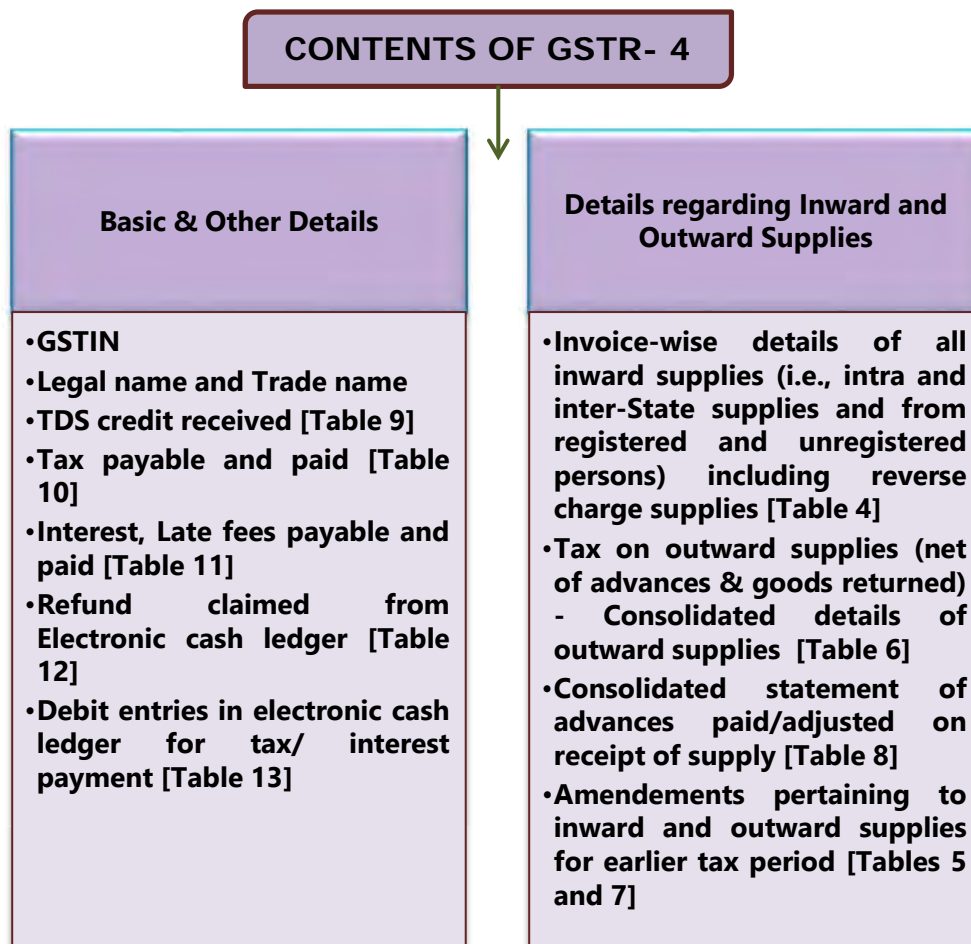 CONTENTS OF GSTR- 4
Basic & Other Details
•GSTIN
•Legal name and Trade name
•TDS credit received [Table 9]
•Tax payable and paid [Table
10]
•Interest, Late fees payable and
paid [Table 11]
•Refund claimed from
Electronic cash ledger [Table
12]
•Debit entries in electronic cash
ledger for tax/ interest
payment [Table 13]
Details regarding Inward and
Outward Supplies
•Invoice-wise details of all
inward supplies (i.e., intra and
inter-State supplies and from
registered and unregistered
persons) including reverse
charge supplies [Table 4]
•Tax on outward supplies (net
of advances & goods returned)
- Consolidated details of
outward supplies [Table 6]
•Consolidated statement of
advances paid/adjusted on
receipt of supply [Table 8]
•Amendements pertaining to
inward and outward supplies
for earlier tax period [Tables 5
and 7]